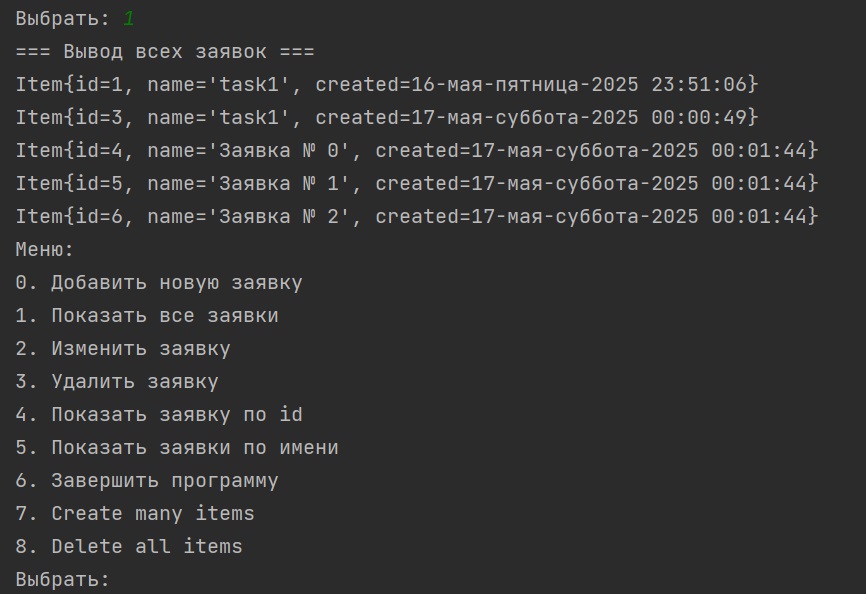 Выбрать: 1
=== Вывод всех заявок ===
Item{id=1, name='task1', created=16-мая-пятница-2025 23:51:06}
Item{id=3, name='task1', created=17-мая-суббота-2025 00:00:49}
Item{id=4, name='Заявка № 0', created=17-мая-суббота-2025 00:01:44}
Item{id=5, name='Заявка № 1', created=17-мая-суббота-2025 00:01:44}
Item{id=6, name='Заявка № 2', created=17-мая-суббота-2025 00:01:44}
Меню:
0. Добавить новую заявку
1. Показать все заявки
2. Изменить заявку
3. Удалить заявку
4. Показать заявку по id
5. Показать заявки по имени
6. Завершить программу
7. Create many items
8. Delete all items
Выбрать: